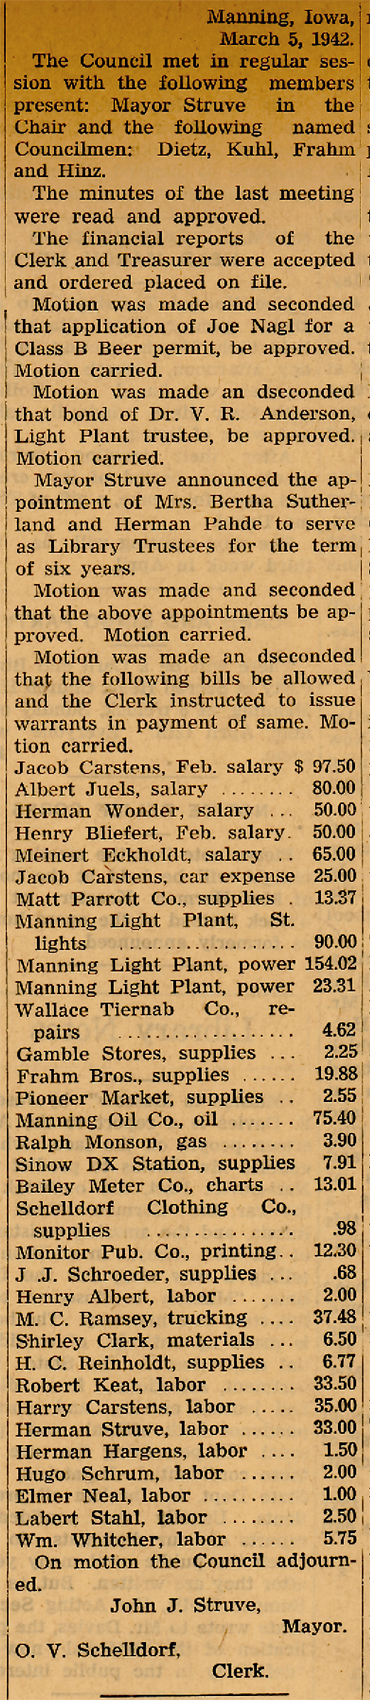 Manning, Iowa,
March 5, 1942.
The Council met in regular ses-
sion with the following members
present: Mayor Struve in the
Chair and the following named
Councilmen: Dietz, Kuhl, Frahm
and Hinz.
The minutes of the last meeting
were read and approved.
The financial reports of the
Clerk and Treasurer were accepted
and ordered placed on file.
Motion was made and seconded
that application of Joe Nagl for a
Class B Beer permit, be approved.
Motion carried.
Motion was made an dseconded
that bond of Dr. V. R. Anderson,
Light Plant trustee, be approved.
Motion carried.
Mayor Struve announced the ap-
pointment of Mrs. Bertha Suther-
land and Herman Pahde to serve
as Library Trustees for the term
of six years.
Motion was made and seconded
that the above appointments be ap-
proved. Motion carried.
Motion was made an dseconded
that the following bills be allowed
and the Clerk instructed to issue
warrants in payment of same. Mo-
tion carried.
Jacob Carstens, Feb. salary $ 97.50
Albert Juels, salary ........ 80.00
Herman Wonder, salary ... 50.00
Henry Bliefert, Feb. salary. 50.00
Meinert Eckholdt, salary .. 65.00
Jacob Carstens, car expense 25.00
Matt Parrott Co., supplies . 13.37
Manning Light Plant, St.
lights .................. 90.00
Manning Light Plant, power 154.02
Manning Light Plant, power 23.31
Wallace Tiernab Co., re-
pairs ................... 4.62
Gamble Stores, supplies ... 2.25
Frahm Bros., supplies ...... 19.88
Pioneer Market, supplies .. 2.55
Manning Oil Co., oil ....... 75.40
Ralph Monson, gas ........ 3.90
Sinow DX Station, supplies 7.91
Bailey Meter Co., charts .. 13.01
Schelldorf Clothing Co.,
supplies ................ .98
Monitor Pub. Co., printing.. 12.30
J .J. Schroeder, supplies ... .68
Henry Albert, labor ....... 2.00
M. C. Ramsey, trucking .... 37.48
Shirley Clark, materials ... 6.50
H. C. Reinholdt, supplies .. 6.77
Robert Keat, labor ........ 33.50
Harry Carstens, labor ..... 35.00
Herman Struve, labor ...... 33.00
Herman Hargens, labor .... 1.50
Hugo Schrum, labor ...... 2.00
Elmer Neal, labor .......... 1.00
Labert Stahl, labor ........ 2.50
Wm. Whitcher, labor ...... 5.75
On motion the Council adjourn-
ed.
John J. Struve,
Mayor.
O. V. Schelldorf,
Clerk.